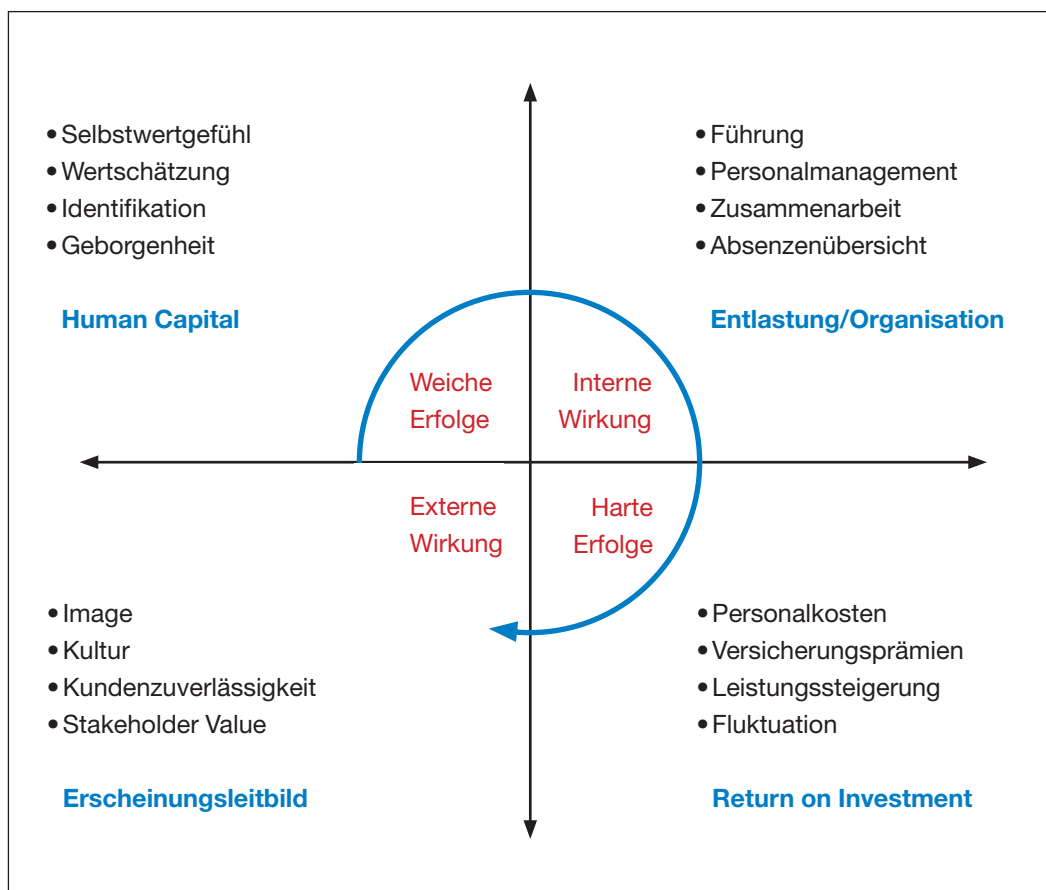 • Selbstwertgefühl
• Wertschätzung
• Identifikation
• Geborgenheit
Human Capital
• Führung
• Personalmanagement
• Zusammenarbeit
• Absenzenübersicht
Entlastung/Organisation
Weiche
Erfolge
Interne
Wirkung
Externe
Wirkung
Harte
Erfolge
• Image
• Kultur
• Kundenzuverlässigkeit
• Stakeholder Value
Erscheinungsleitbild
• Personalkosten
• Versicherungsprämien
• Leistungssteigerung
• Fluktuation
Return on Investment